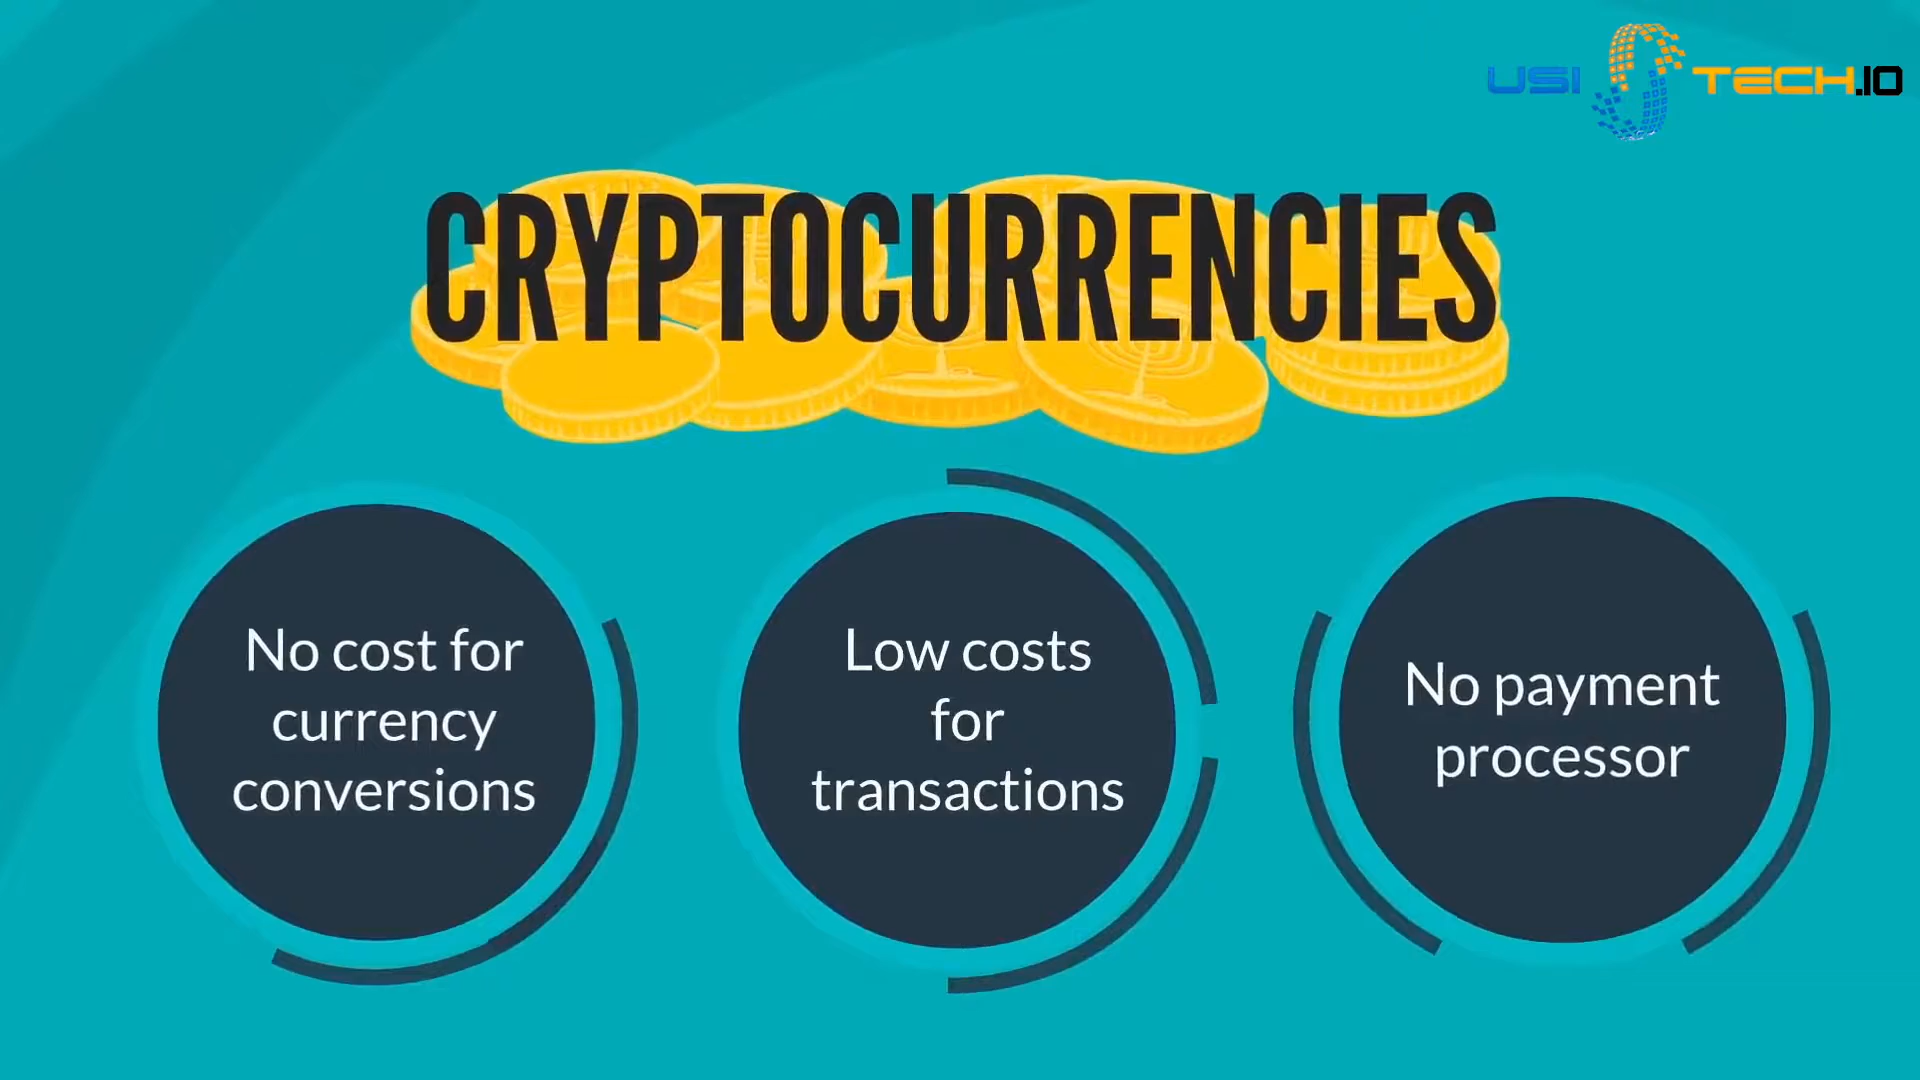 USI TECH.IO
CRYPTOCURRENCIES
No cost for
currency
conversions
Low costs
for
transactions
No payment
processor